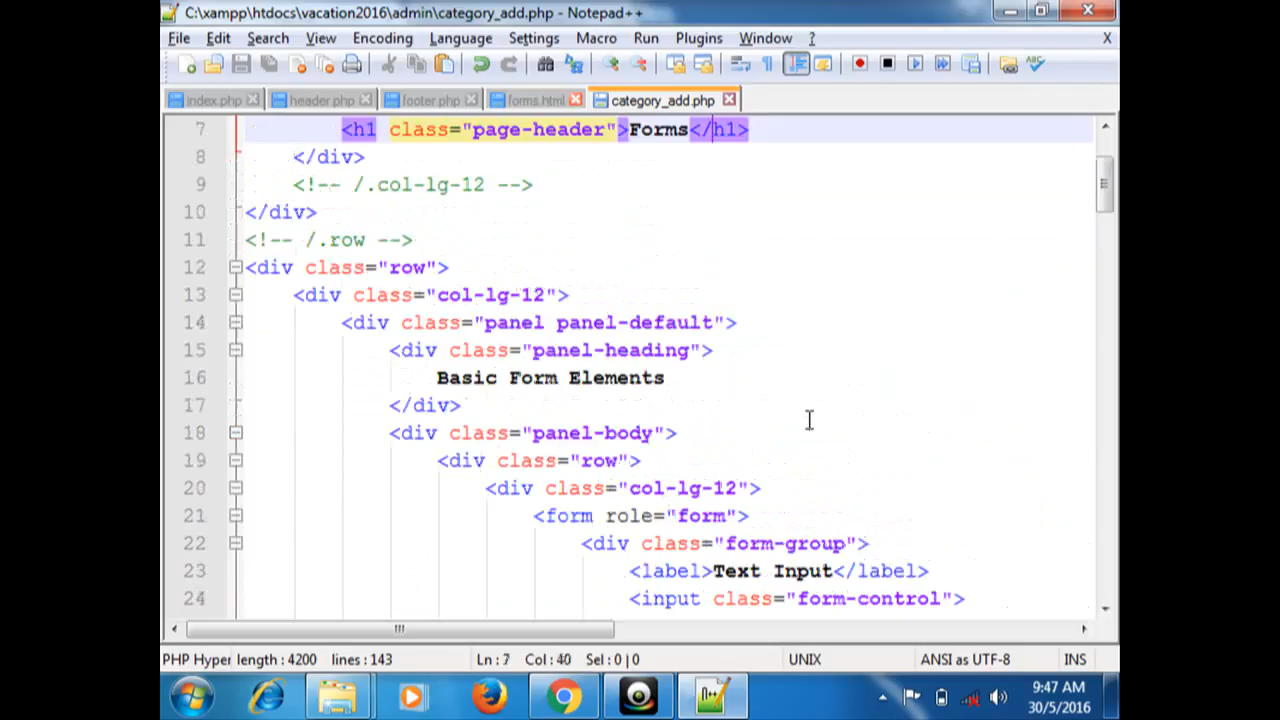 C:\xampp\htdocs\vacation2016\admin\category_add.php - Notepad++
File Edit Search View Encoding Language Settings Macro Run Plugins Window ? X
index.php header.php footer.php forms.html category_add.php
7 <h1 class="page-header">Forms</h1>
8 </div>
9 <!-- /.col-lg-12 -->
10 </div>
11 <!-- /.row -->
12 <div class="row">
13 <div class="col-lg-12">
14 <div class="panel panel-default">
15 <div class="panel-heading">
16 Basic Form Elements
17 </div>
18 <div class="panel-body">
19 <div class="row">
20 <div class="col-lg-12">
21 <form role="form">
22 <div class="form-group">
23 <label>Text Input</label>
24 <input class="form-control">
PHP Hyper length : 4200 lines : 143 Ln : 7 Col : 40 Sel : 0 | 0 UNIX ANSI as UTF-8 INS
9:47 AM
30/5/2016